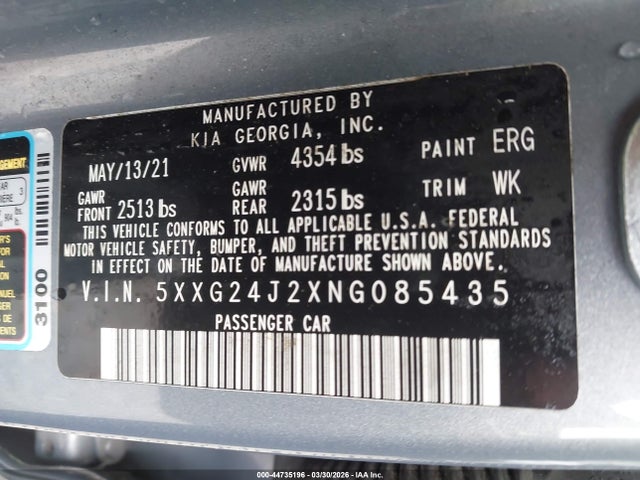 MANUFACTURED BY
KIA GEORGIA, INC.
MAY/13/21 GVWR 4354 lbs PAINT ERG
GAWR FRONT 2513 lbs GAWR REAR 2315 lbs TRIM WK
THIS VEHICLE CONFORMS TO ALL APPLICABLE U.S.A. FEDERAL
MOTOR VEHICLE SAFETY, BUMPER, AND THEFT PREVENTION STANDARDS
IN EFFECT ON THE DATE OF MANUFACTURE SHOWN ABOVE.
V.I.N. 5XXG24J2XNG085435
PASSENGER CAR
3100
000-44735196 - 03/30/2026 - IAA Inc.